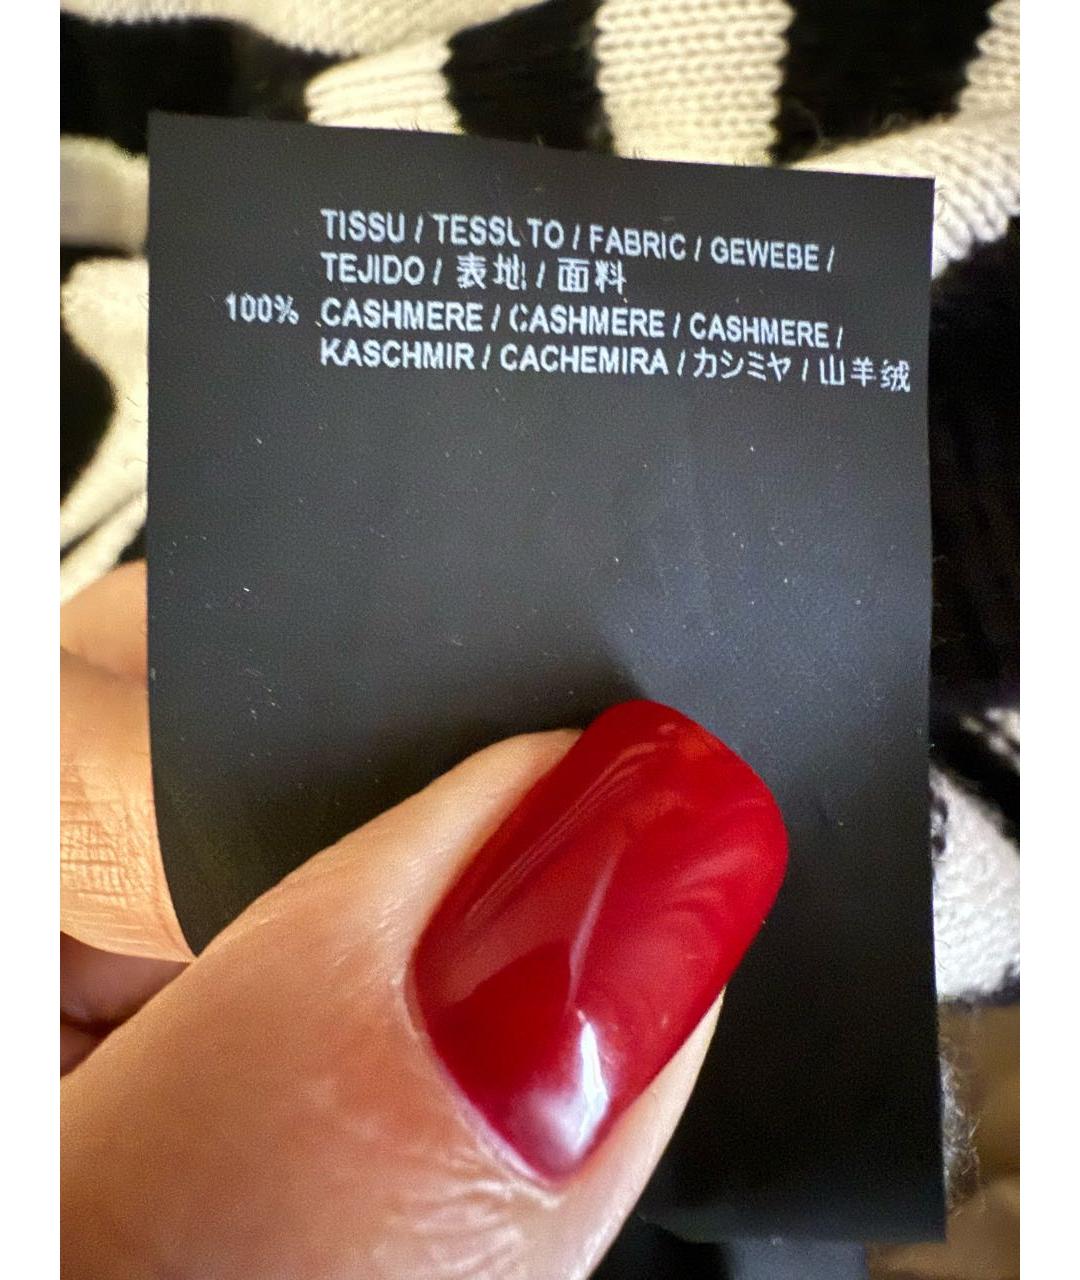 TISSU / TESSUTO / FABRIC / GEWEBE /
TEJIDO / 表地 / 面料
100% CASHMERE / CASHMERE / CASHMERE /
KASCHMIR / CACHEMIRA / カシミヤ / 山羊绒